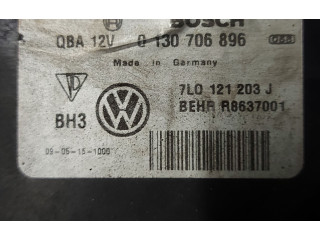 BOSCH
QBA 12V 0 130 706 896
Made in Germany
7L0 121 203 J
BH3
BEHR R8637001
09-05-15-1000